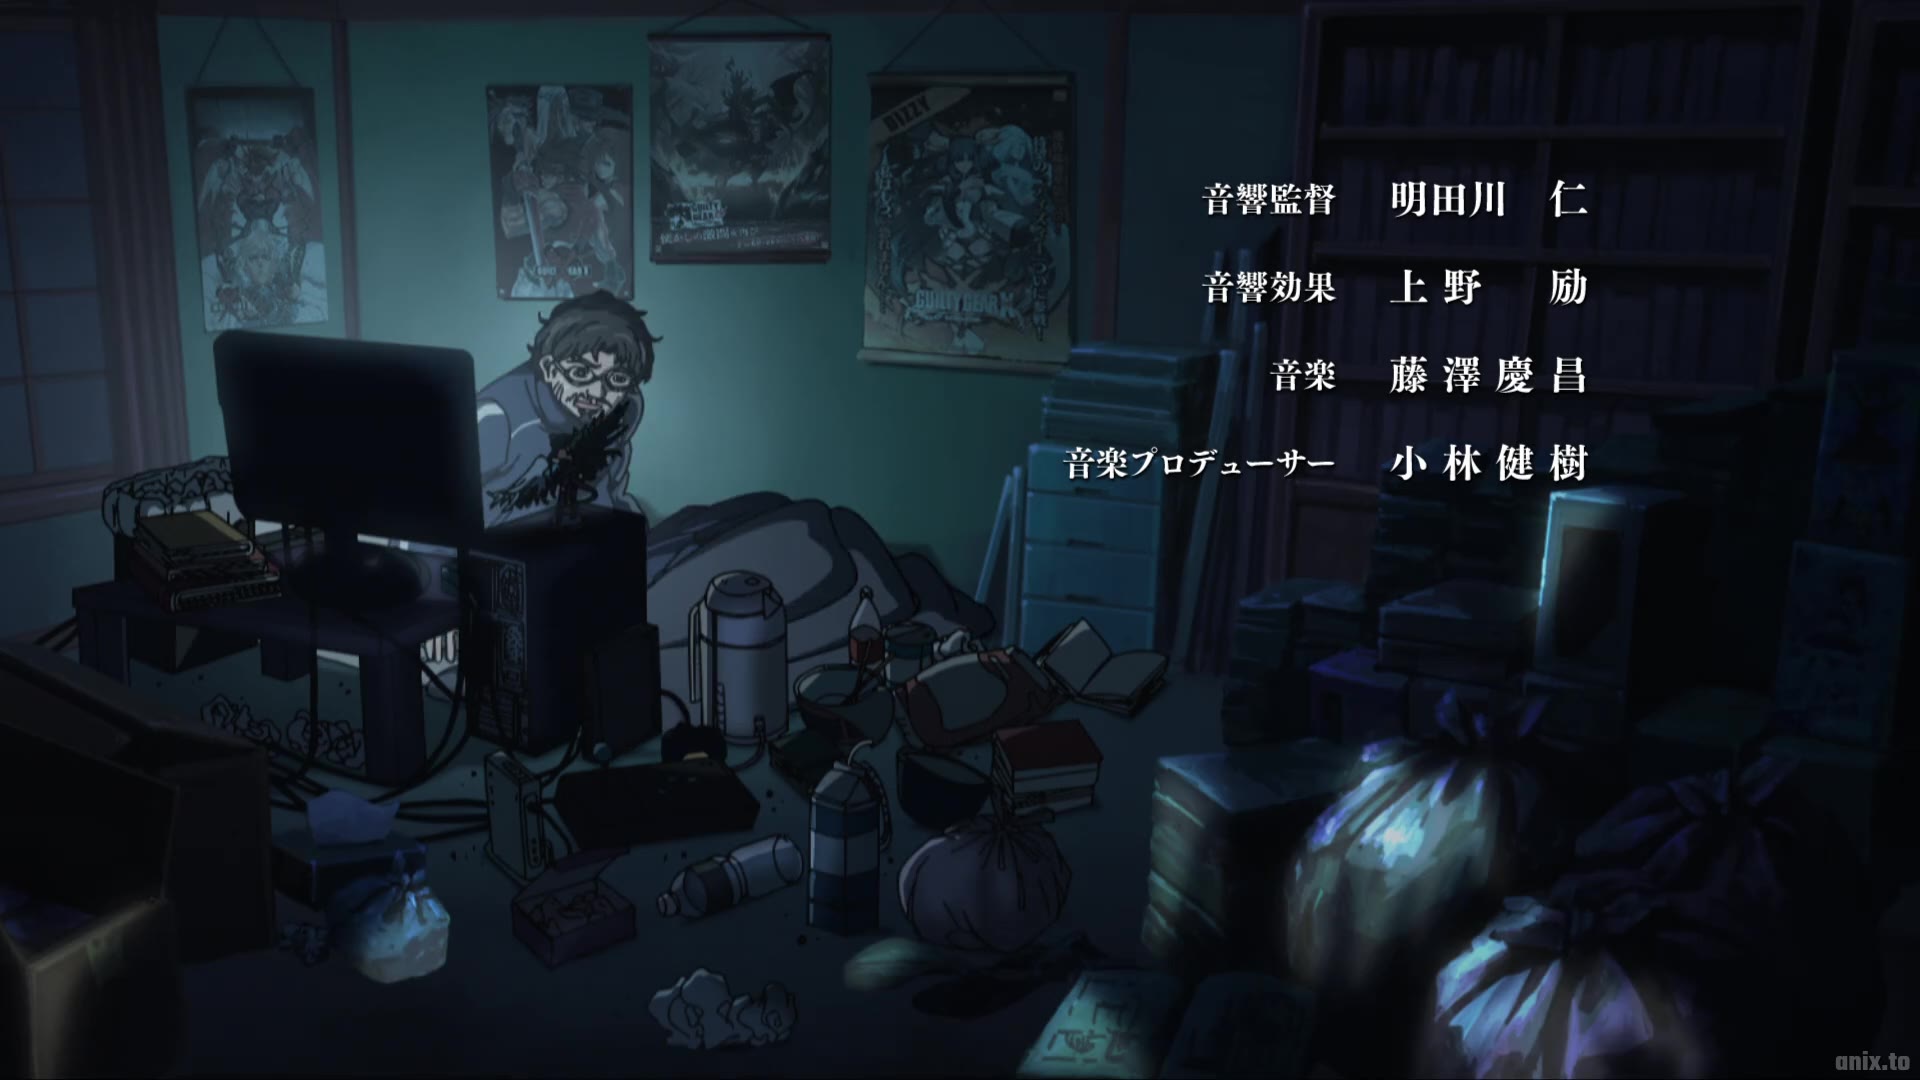 DIZZY
GUILTY GEAR X
音響監督 明田川 仁
音響効果 上野 励
音楽 藤澤慶昌
音楽プロデューサー 小林健樹
anix.to